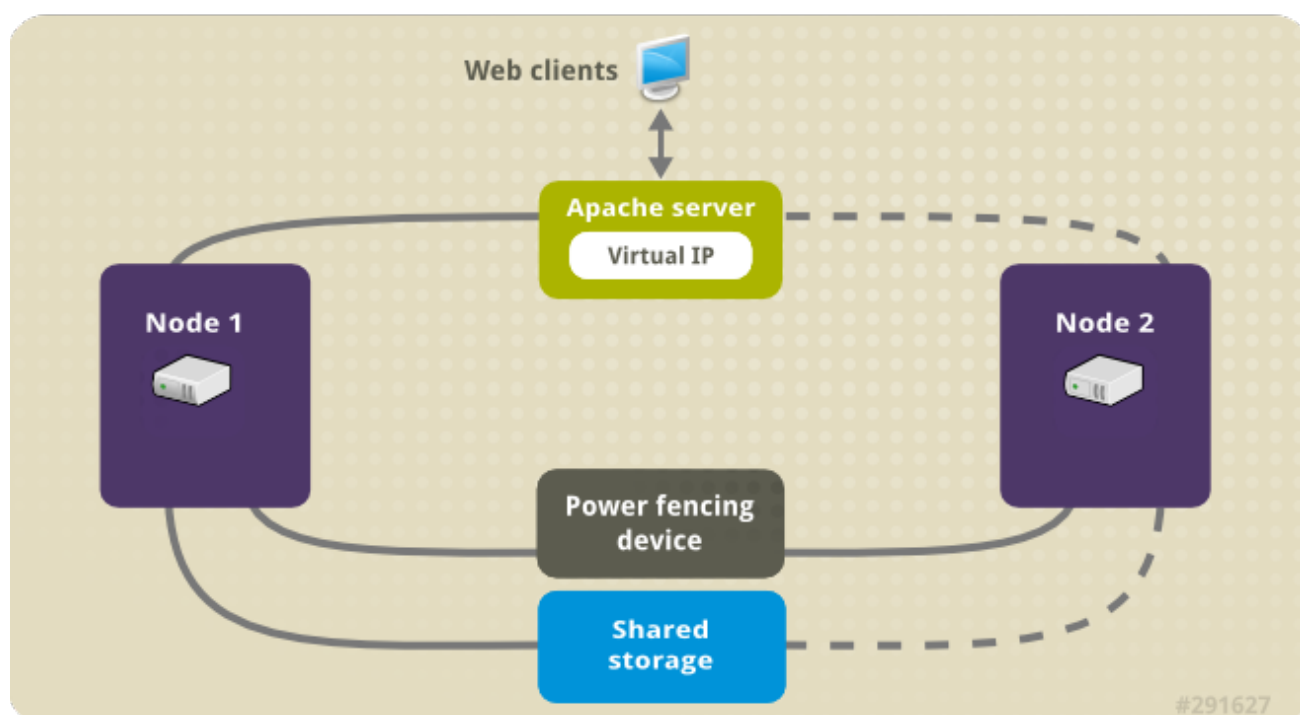 Web clients
Apache server
Virtual IP
Node 1
Node 2
Power fencing
device
Shared
storage
#291627